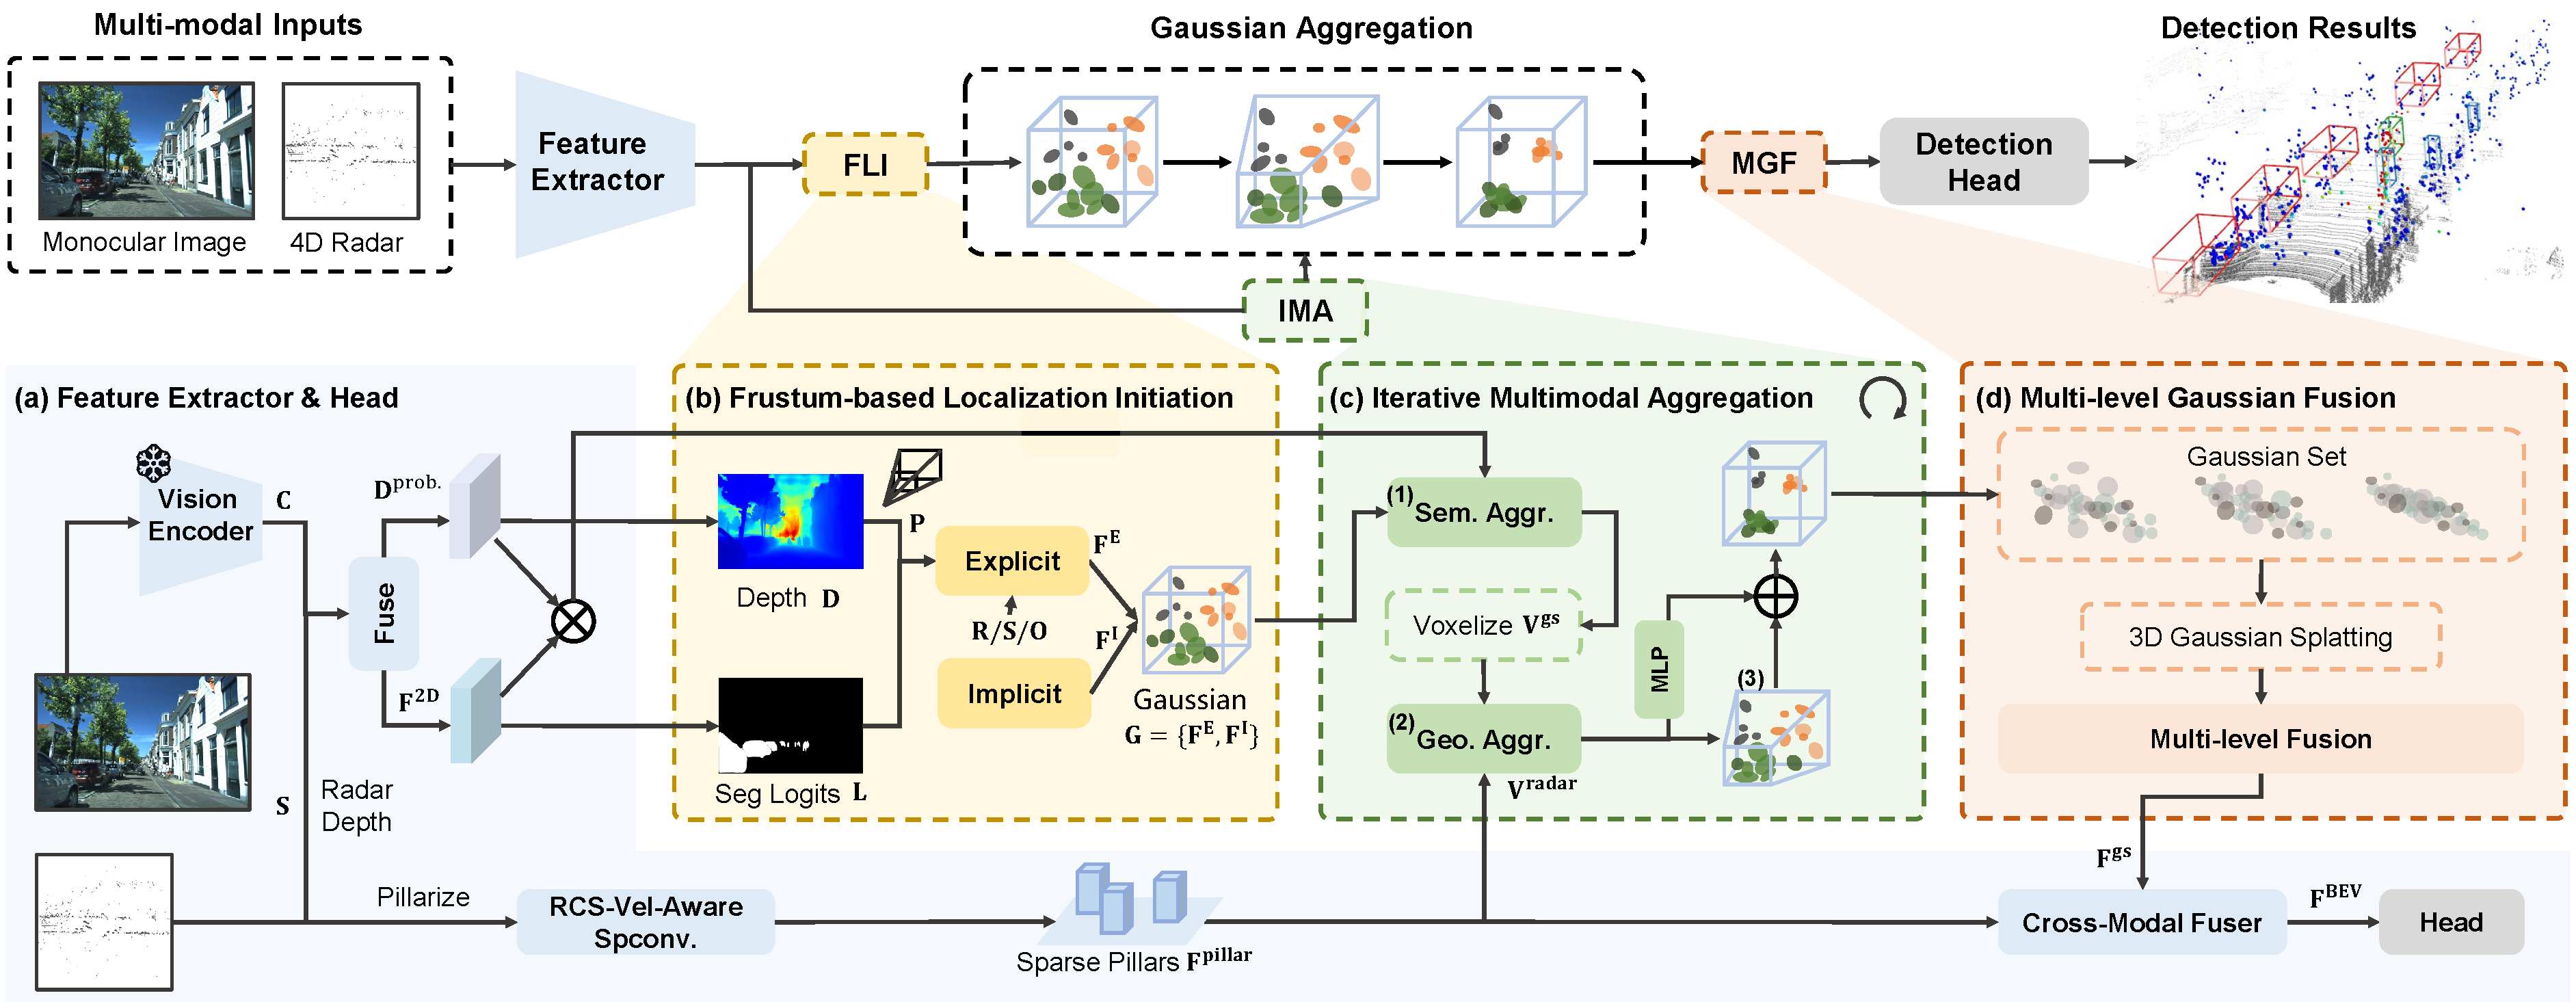 Multi-modal Inputs
Gaussian Aggregation
Detection Results
Monocular Image
4D Radar
Feature
Extractor
FLI
IMA
MGF
Detection
Head
(a) Feature Extractor & Head
Vision
Encoder
C
S
Radar
Depth
Fuse
D^prob.
F^2D
Pillarize
RCS-Vel-Aware
Spconv.
Sparse Pillars F^pillar
(b) Frustum-based Localization Initiation
Depth D
Seg Logits L
P
Explicit
R/S/O
Implicit
F^E
F^I
Gaussian
G = {F^E, F^I}
(c) Iterative Multimodal Aggregation
(1) Sem. Aggr.
Voxelize V^gs
(2) Geo. Aggr.
V^radar
MLP
(3)
(d) Multi-level Gaussian Fusion
Gaussian Set
3D Gaussian Splatting
Multi-level Fusion
F^gs
Cross-Modal Fuser
F^BEV
Head